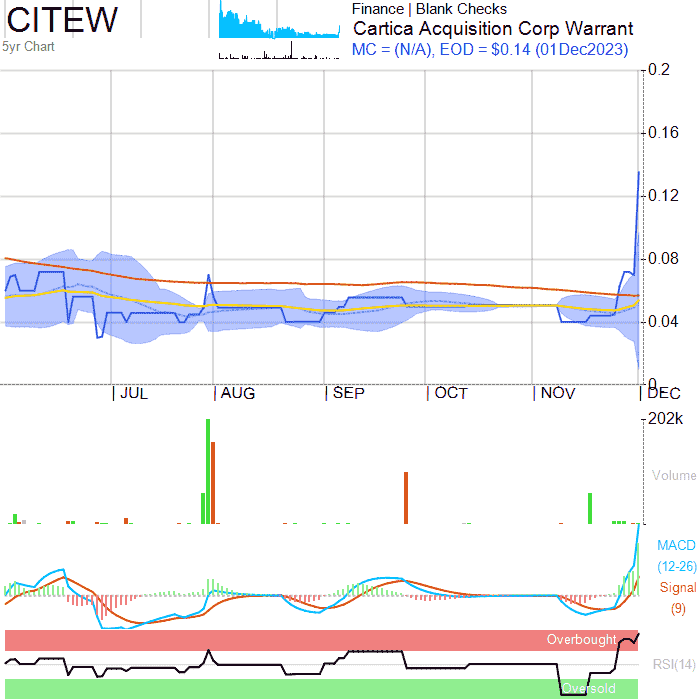 CITEW
5yr Chart
Finance | Blank Checks
Cartica Acquisition Corp Warrant
MC = (N/A), EOD = $0.14 (01Dec2023)
0.2
0.16
0.12
0.08
0.04
0
JUL AUG SEP OCT NOV DEC
202k
Volume
MACD
(12-26)
Signal
(9)
Overbought
RSI(14)
Oversold